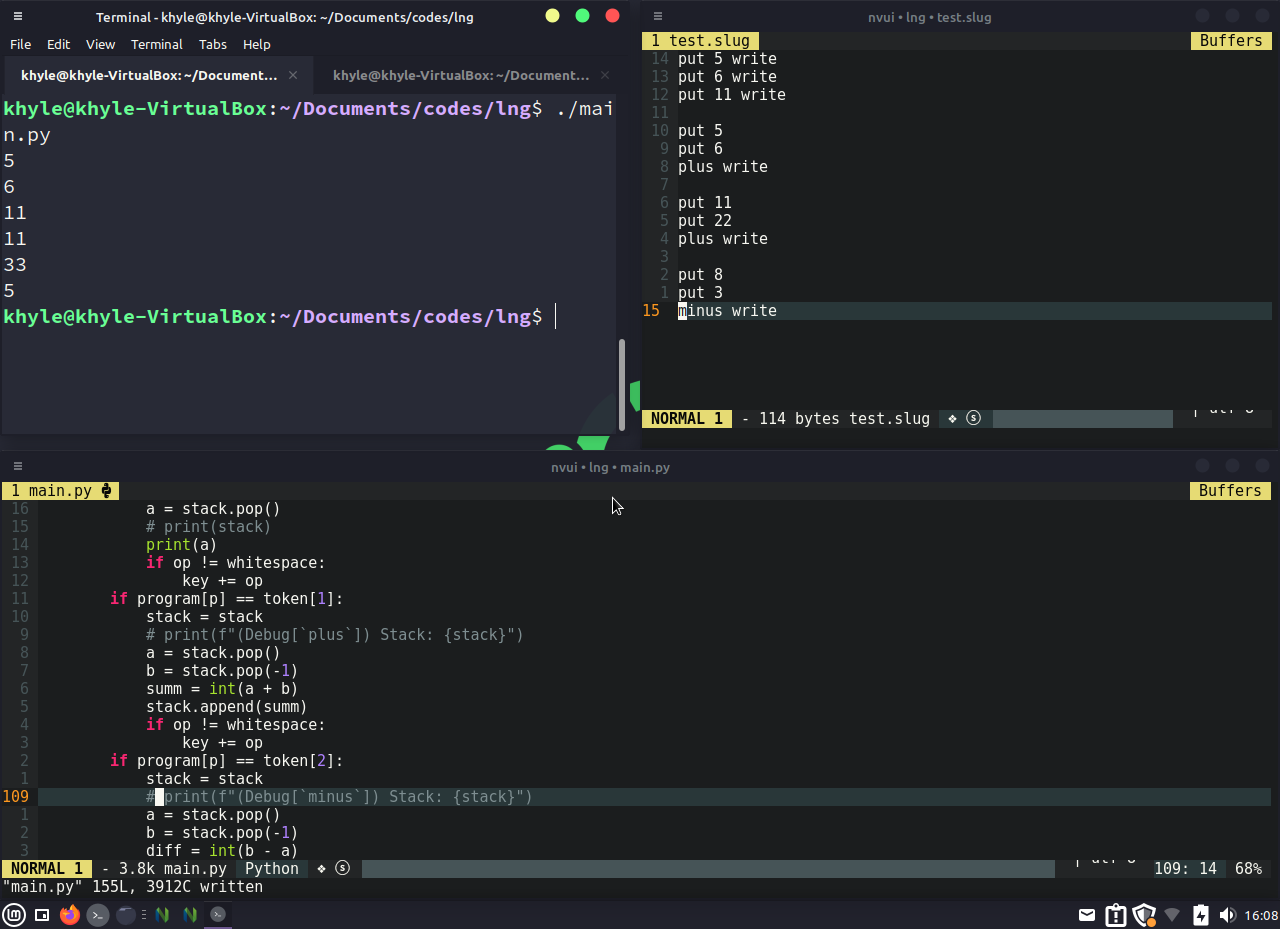 Terminal - khyle@khyle-VirtualBox: ~/Documents/codes/lng
File Edit View Terminal Tabs Help
khyle@khyle-VirtualBox: ~/Document... × khyle@khyle-VirtualBox: ~/Document... ×
khyle@khyle-VirtualBox:~/Documents/codes/lng$ ./mai
n.py
5
6
11
11
33
5
khyle@khyle-VirtualBox:~/Documents/codes/lng$
nvui • lng • test.slug
1 test.slug Buffers
14 put 5 write
13 put 6 write
12 put 11 write
11
10 put 5
9 put 6
8 plus write
7
6 put 11
5 put 22
4 plus write
3
2 put 8
1 put 3
15 minus write
NORMAL 1 - 114 bytes test.slug
nvui • lng • main.py
1 main.py Buffers
16 a = stack.pop()
15 # print(stack)
14 print(a)
13 if op != whitespace:
12 key += op
11 if program[p] == token[1]:
10 stack = stack
9 # print(f"(Debug[`plus`]) Stack: {stack}")
8 a = stack.pop()
7 b = stack.pop(-1)
6 summ = int(a + b)
5 stack.append(summ)
4 if op != whitespace:
3 key += op
2 if program[p] == token[2]:
1 stack = stack
109 # print(f"(Debug[`minus`]) Stack: {stack}")
1 a = stack.pop()
2 b = stack.pop(-1)
3 diff = int(b - a)
NORMAL 1 - 3.8k main.py Python 109: 14 68%
"main.py" 155L, 3912C written
16:08